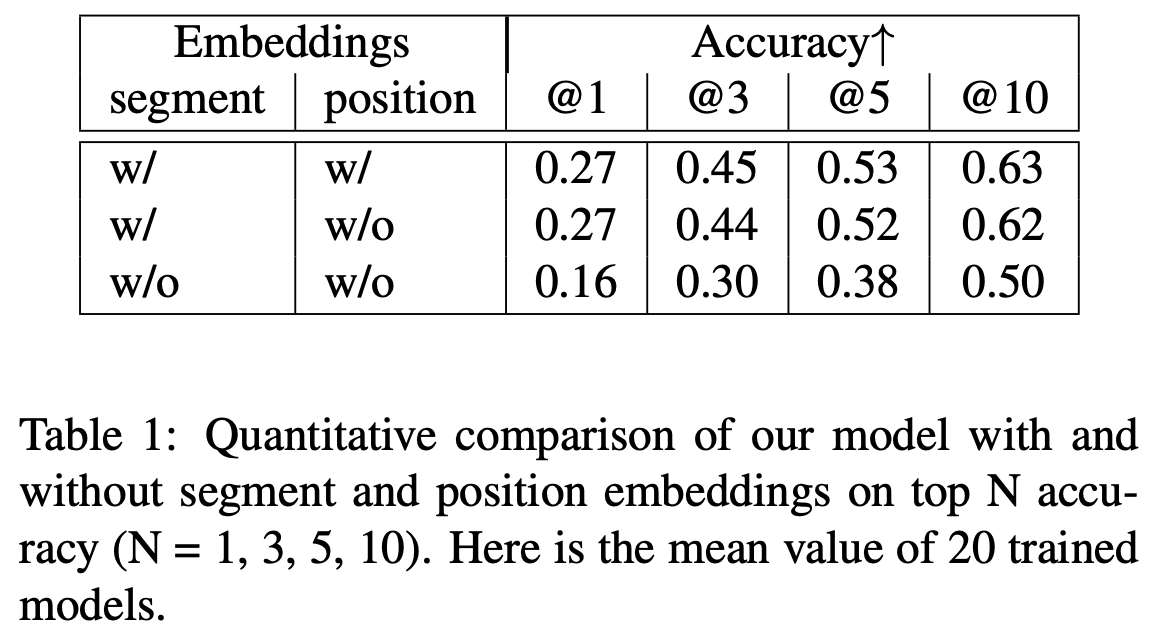 Embeddings Accuracy↑
segment position @1 @3 @5 @10
w/ w/ 0.27 0.45 0.53 0.63
w/ w/o 0.27 0.44 0.52 0.62
w/o w/o 0.16 0.30 0.38 0.50
Table 1: Quantitative comparison of our model with and
without segment and position embeddings on top N accu-
racy (N = 1, 3, 5, 10). Here is the mean value of 20 trained
models.